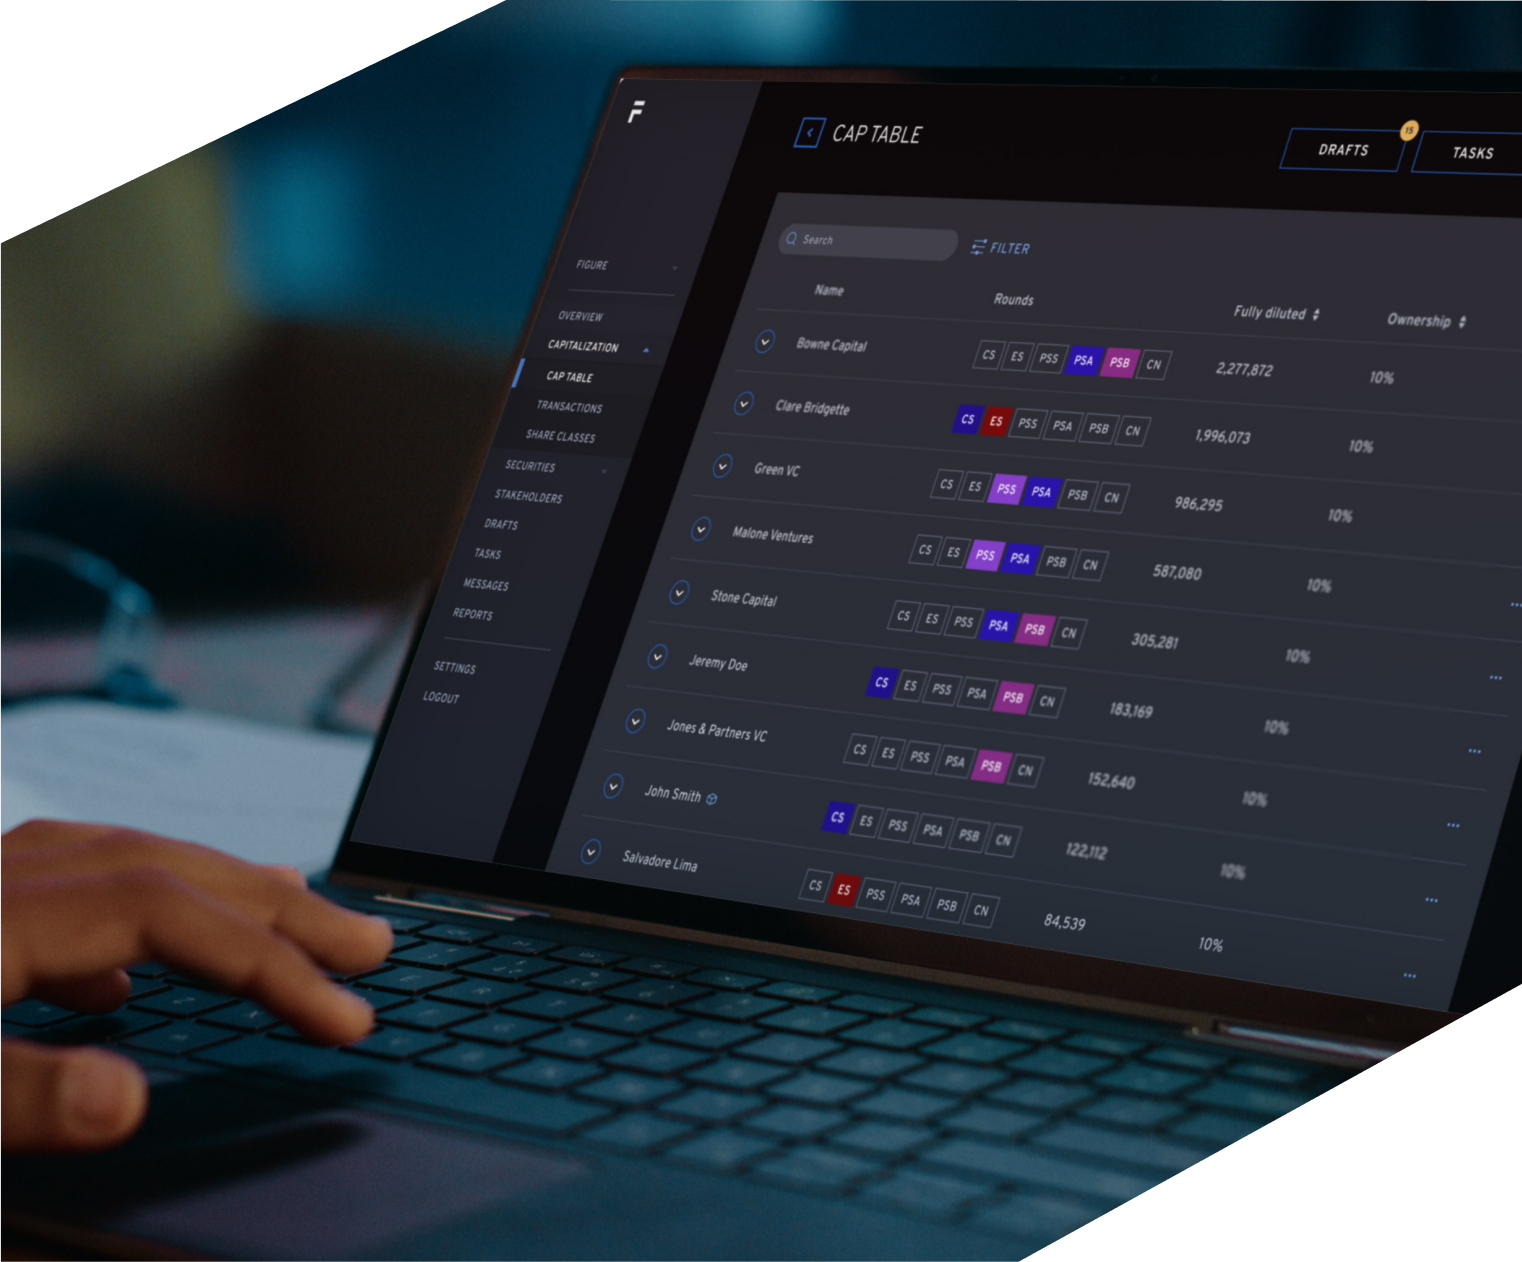 F
CAP TABLE
15
DRAFTS
TASKS
Search
FILTER
FIGURE
OVERVIEW
CAPITALIZATION
CAP TABLE
TRANSACTIONS
SHARE CLASSES
SECURITIES
STAKEHOLDERS
DRAFTS
TASKS
MESSAGES
REPORTS
SETTINGS
LOGOUT
Name Rounds Fully diluted Ownership
Bowne Capital CS ES PSS PSA PSB CN 2,277,872 10%
Clare Bridgette CS ES PSS PSA PSB CN 1,996,073 10%
Green VC CS ES PSS PSA PSB CN 986,295 10%
Malone Ventures CS ES PSS PSA PSB CN 587,080 10%
Stone Capital CS ES PSS PSA PSB CN 305,281 10%
Jeremy Doe CS ES PSS PSA PSB CN 183,169 10%
Jones & Partners VC CS ES PSS PSA PSB CN 152,640 10%
John Smith CS ES PSS PSA PSB CN 122,112 10%
Salvadore Lima CS ES PSS PSA PSB CN 84,539 10%